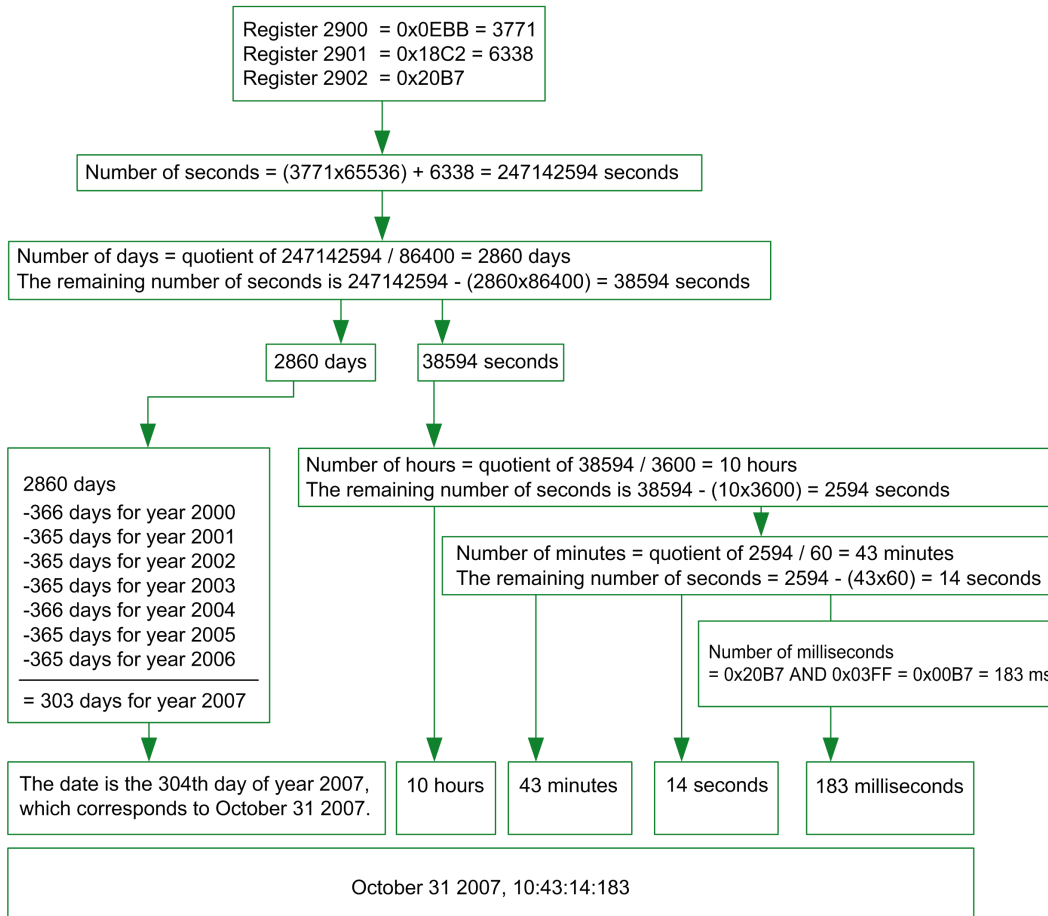 Register 2900 = 0x0EBB = 3771
Register 2901 = 0x18C2 = 6338
Register 2902 = 0x20B7
Number of seconds = (3771x65536) + 6338 = 247142594 seconds
Number of days = quotient of 247142594 / 86400 = 2860 days
The remaining number of seconds is 247142594 - (2860x86400) = 38594 seconds
2860 days
38594 seconds
2860 days
-366 days for year 2000
-365 days for year 2001
-365 days for year 2002
-365 days for year 2003
-366 days for year 2004
-365 days for year 2005
-365 days for year 2006
= 303 days for year 2007
Number of hours = quotient of 38594 / 3600 = 10 hours
The remaining number of seconds is 38594 - (10x3600) = 2594 seconds
Number of minutes = quotient of 2594 / 60 = 43 minutes
The remaining number of seconds = 2594 - (43x60) = 14 seconds
Number of milliseconds
= 0x20B7 AND 0x03FF = 0x00B7 = 183 ms
The date is the 304th day of year 2007,
which corresponds to October 31 2007.
10 hours
43 minutes
14 seconds
183 milliseconds
October 31 2007, 10:43:14:183